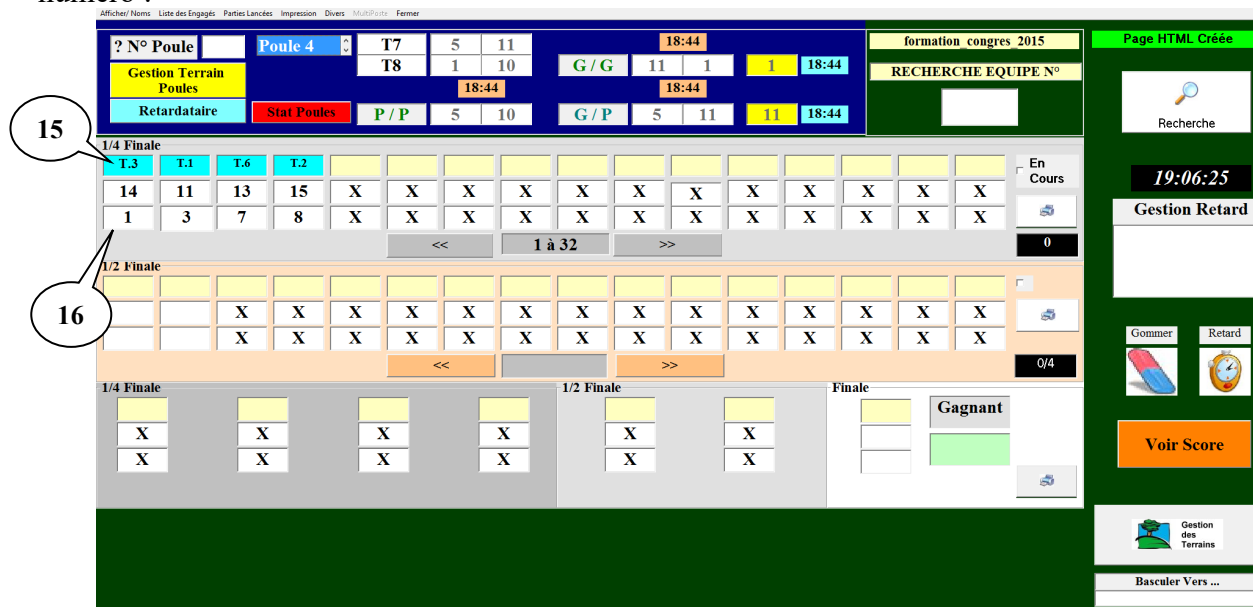 numéro :
Afficher/ Noms Liste des Engagés Parties Lancées Impression Divers MultiPoste Fermer
? N° Poule Poule 4 T7 5 11 18:44 formation_congres_2015 Page HTML Créée
T8 1 10 G / G 11 1 1 18:44
Gestion Terrain Poules RECHERCHE EQUIPE N°
18:44 18:44
Retardataire Stat Poules P / P 5 10 G / P 5 11 11 18:44
Recherche
15
1/4 Finale
T.3 T.1 T.6 T.2 En Cours
14 11 13 15 X X X X X X X X X X X X
1 3 7 8 X X X X X X X X X X X X
<< 1 à 32 >> 0
19:06:25
Gestion Retard
1/2 Finale
16
X X X X X X X X X X X X X X
X X X X X X X X X X X X X X
<< >> 0/4
Gommer Retard
1/4 Finale 1/2 Finale Finale
Gagnant
X X X X X X
X X X X X X
Voir Score
Gestion des Terrains
Basculer Vers ...